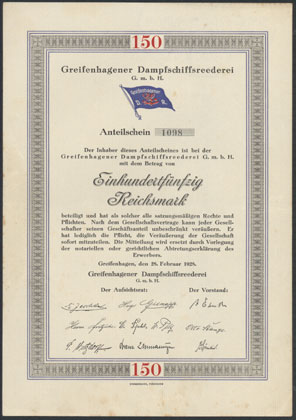 150
Greifenhagener Dampfschiffsreederei
G. m. b. H.
Greifenhagener
D. R.
Anteilschein 1098
Der Inhaber dieses Anteilscheines ist bei der
Greifenhagener Dampfschiffsreederei G. m. b. H.
mit dem Betrag von
Einhundertfünfzig
Reichsmark
beteiligt und hat als solcher alle satzungsmäßigen Rechte und
Pflichten. Nach dem Gesellschaftsvertrage kann jeder Gesell-
schafter seinen Geschäftsanteil unbeschränkt veräußern. Er
hat lediglich die Pflicht, die Veräußerung der Gesellschaft
sofort mitzuteilen. Die Mitteilung wird ersetzt durch Vorlegung
der notariellen oder gerichtlichen Abtretungserklärung des
Erwerbers.
Greifenhagen, den 28. Februar 1928.
Greifenhagener Dampfschiffsreederei
G. m. b. H.
Der Aufsichtsrat: Der Vorstand:
150